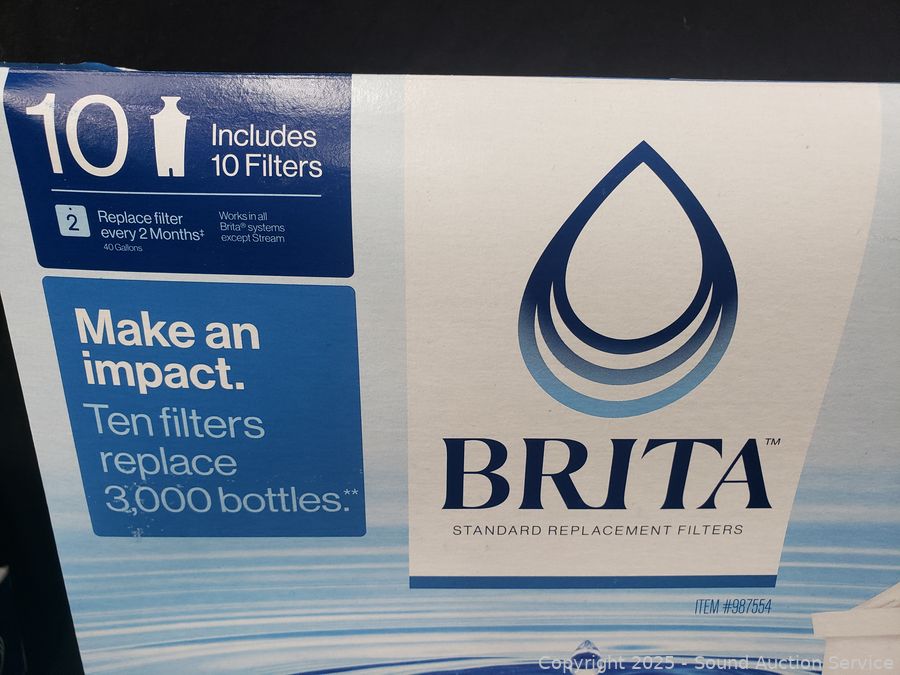 10
Includes
10 Filters
2
Replace filter
every 2 Months‡
40 Gallons
Works in all
Brita® systems
except Stream
Make an
impact.
Ten filters
replace
3,000 bottles.**
BRITA™
STANDARD REPLACEMENT FILTERS
ITEM #987554
Copyright 2025 - Sound Auction Service